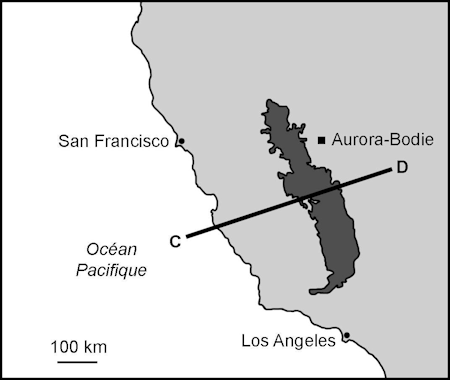 San Francisco
Aurora-Bodie
D
C
Océan
Pacifique
Los Angeles
100 km